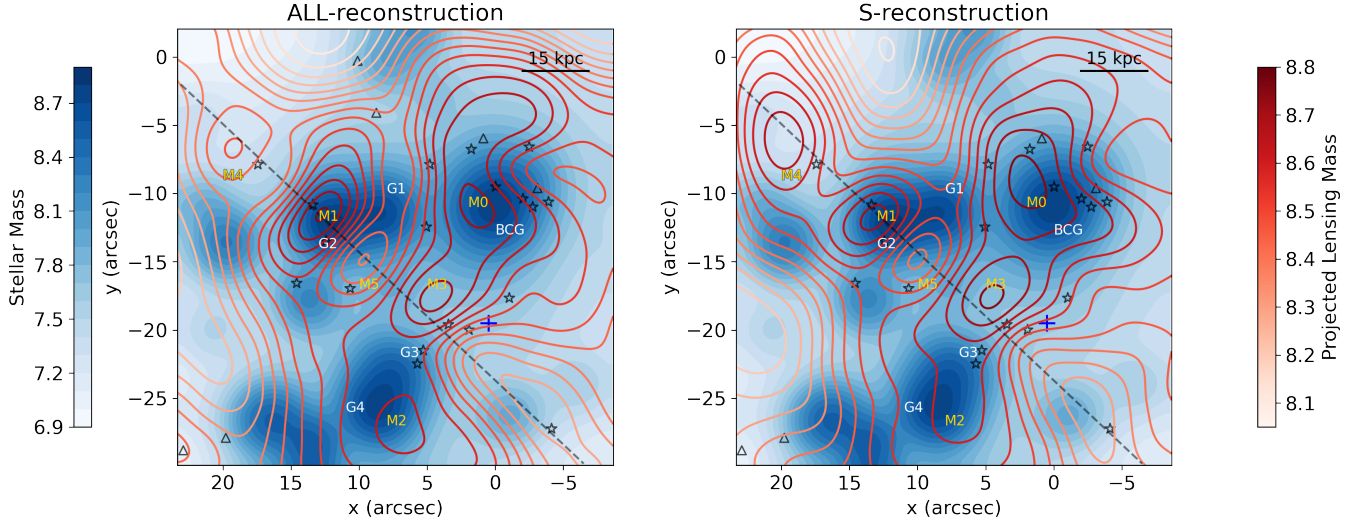 ALL-reconstruction
S-reconstruction
Stellar Mass
8.7
8.4
8.1
7.8
7.5
7.2
6.9
y (arcsec)
0
−5
−10
−15
−20
−25
15 kpc
M4
M1
G1
G2
M0
BCG
M5
M3
G3
G4
M2
20 15 10 5 0 −5
x (arcsec)
y (arcsec)
0
−5
−10
−15
−20
−25
15 kpc
M4
M1
G1
G2
M0
BCG
M5
M3
G3
G4
M2
20 15 10 5 0 −5
x (arcsec)
8.8
8.7
8.6
8.5
8.4
8.3
8.2
8.1
Projected Lensing Mass